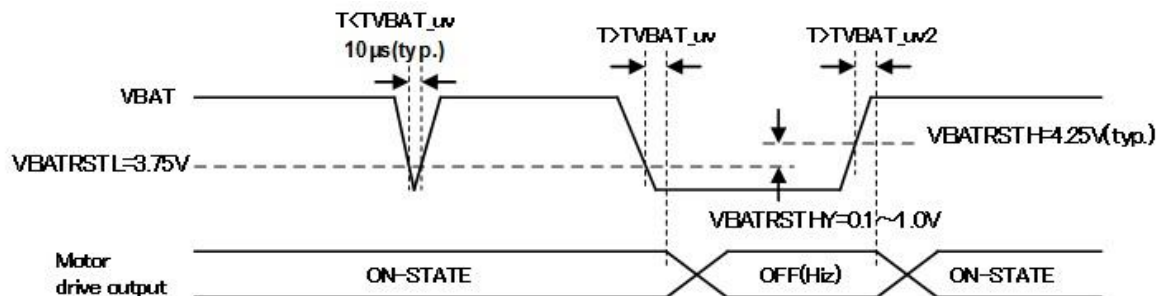 T<TVBAT_uv
10μs(typ.)
T>TVBAT_uv
T>TVBAT_uv2
VBAT
VBATRSTH=4.25V(typ.)
VBATRSTL=3.75V
VBATRSTHY=0.1~1.0V
Motor
drive output
ON-STATE
OFF(Hiz)
ON-STATE